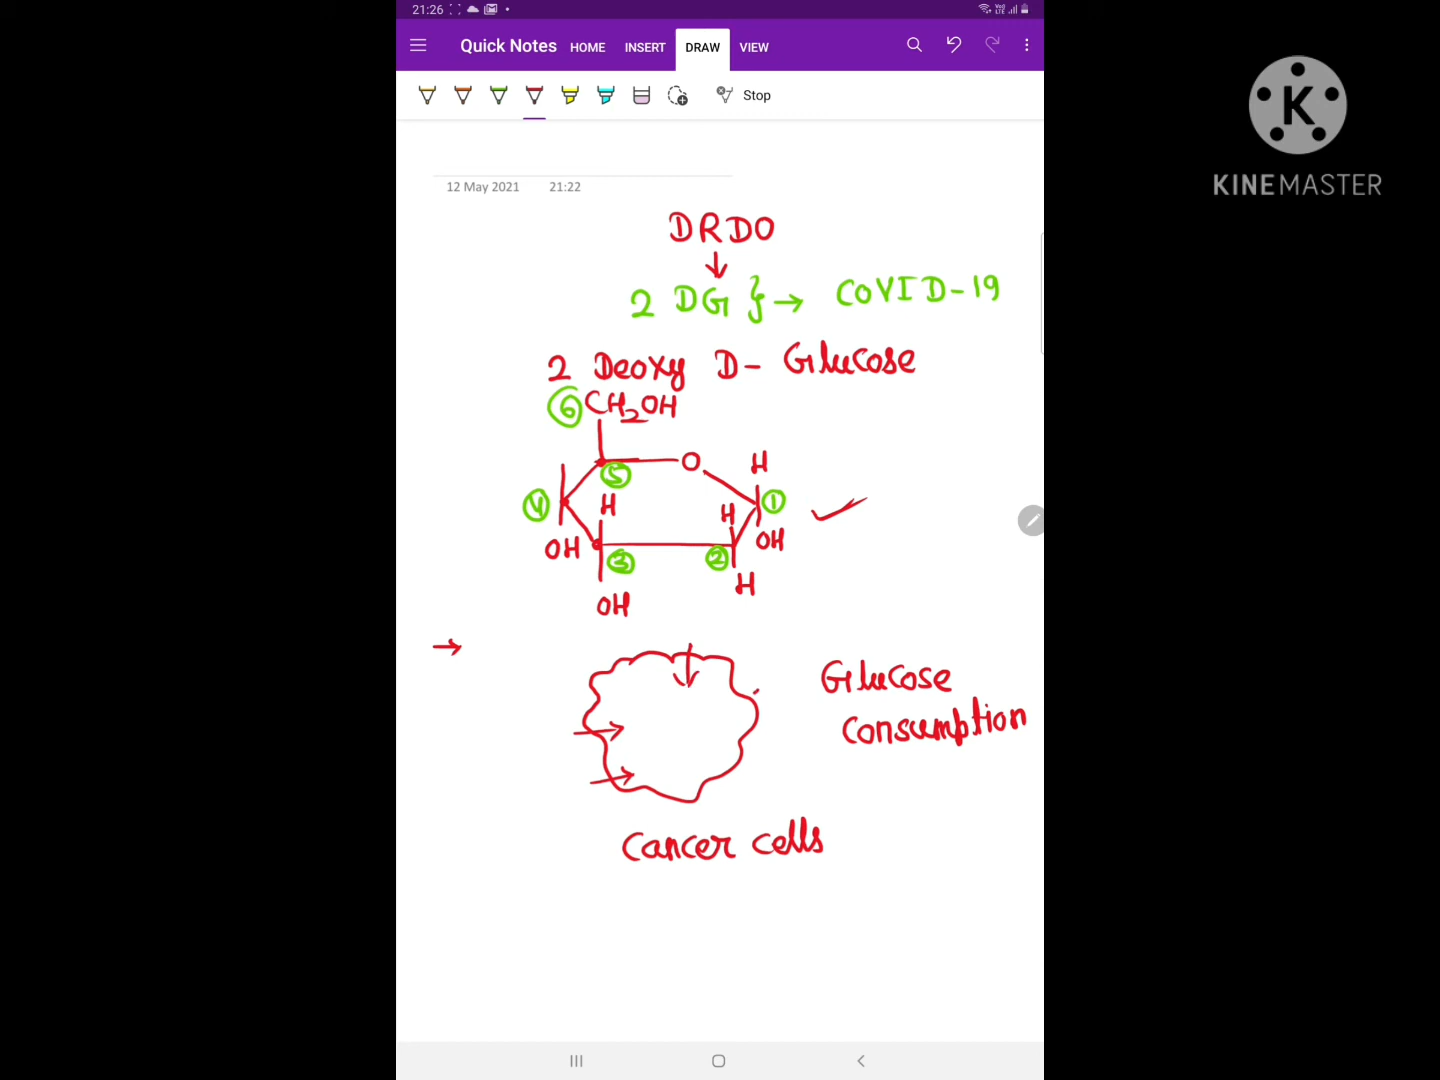 21:26
Quick Notes HOME INSERT DRAW VIEW
Stop
12 May 2021 21:22
K
KINEMASTER
DRDO
2 DG } → COVID-19
2 Deoxy D- Glucose
6 CH2OH
5 O H
4 H H 1
OH 3 2 OH
OH H
→
Glucose
consumption
Cancer cells